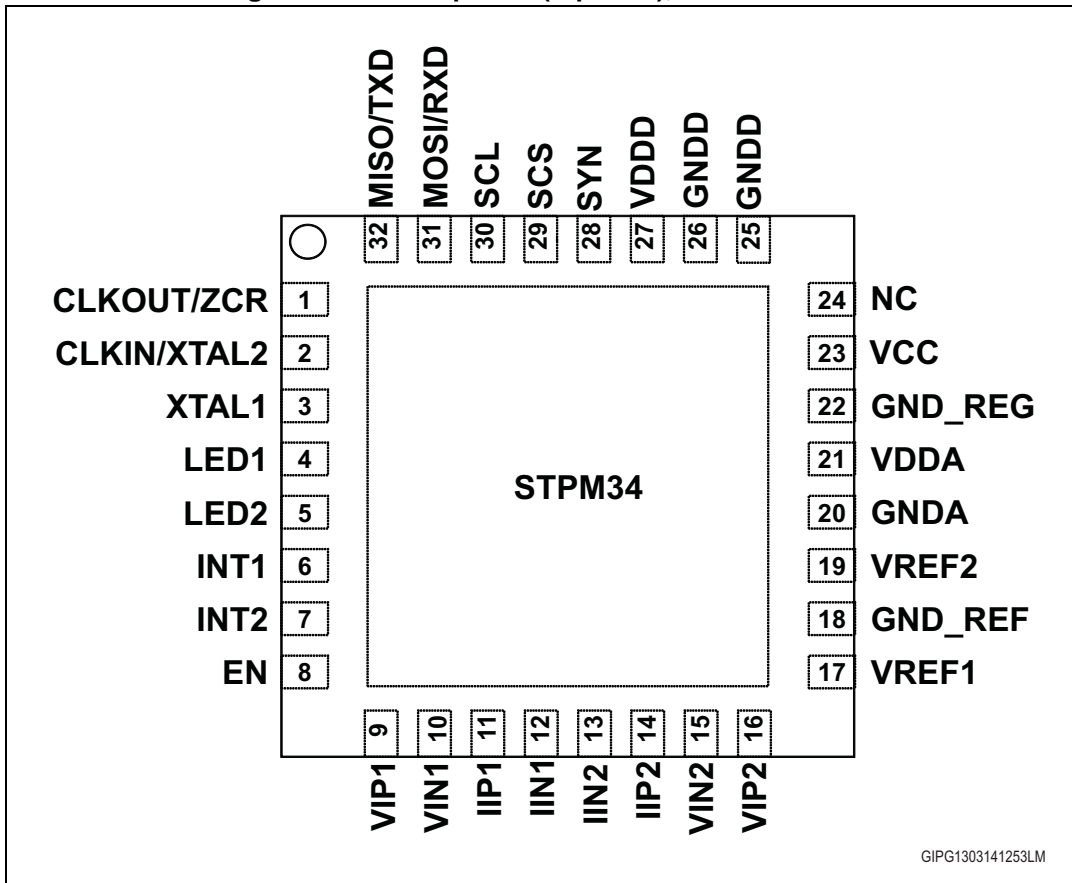 MISO/TXD
MOSI/RXD
SCL
SCS
SYN
VDDD
GNDD
GNDD
32
31
30
29
28
27
26
25
CLKOUT/ZCR 1
CLKIN/XTAL2 2
XTAL1 3
LED1 4
LED2 5
INT1 6
INT2 7
EN 8
STPM34
24 NC
23 VCC
22 GND_REG
21 VDDA
20 GNDA
19 VREF2
18 GND_REF
17 VREF1
9
10
11
12
13
14
15
16
VIP1
VIN1
IIP1
IIN1
IIN2
IIP2
VIN2
VIP2
GIPG1303141253LM